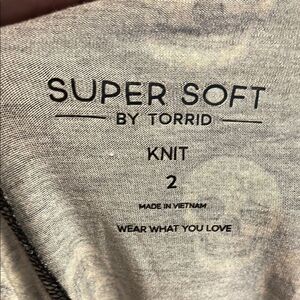 SUPER SOFT
BY TORRID
KNIT
2
MADE IN VIETNAM
WEAR WHAT YOU LOVE